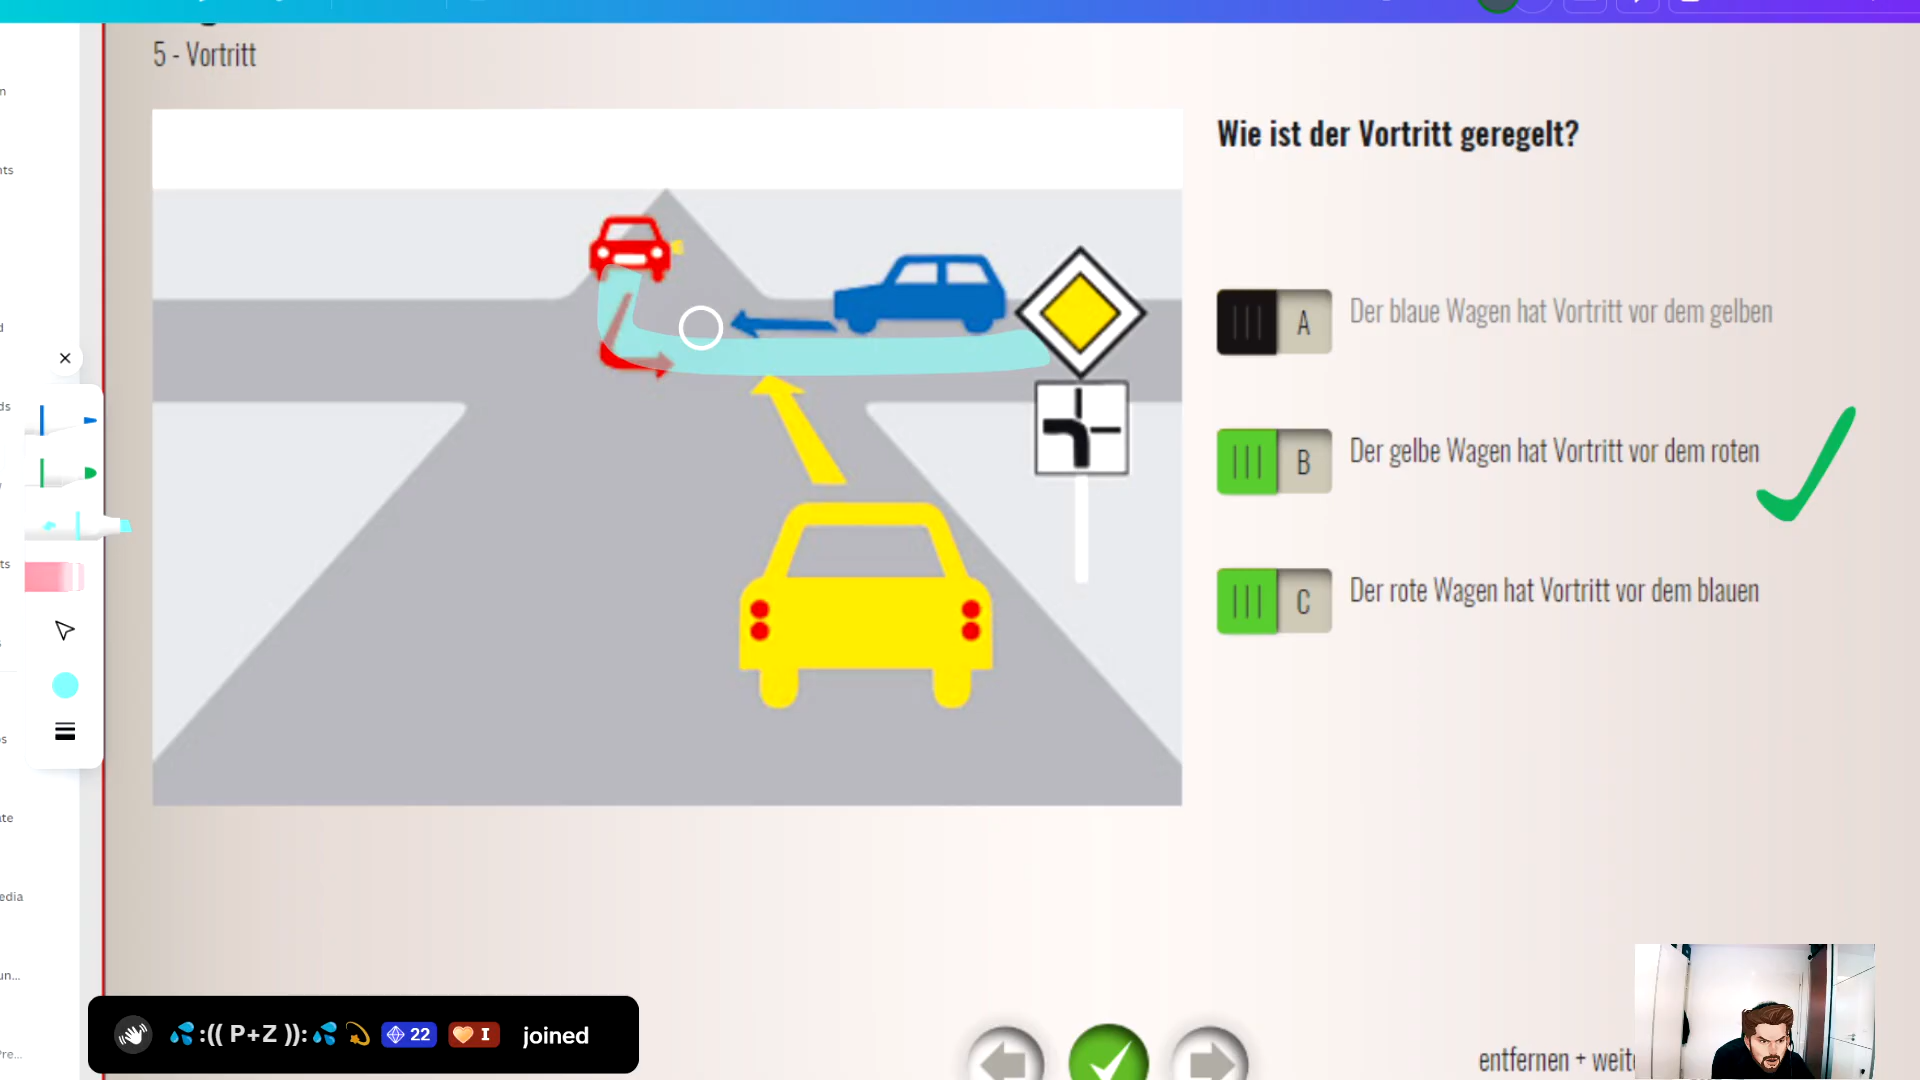 5 - Vortritt
Wie ist der Vortritt geregelt?
A
Der blaue Wagen hat Vortritt vor dem gelben
B
Der gelbe Wagen hat Vortritt vor dem roten
C
Der rote Wagen hat Vortritt vor dem blauen
:(( P+Z )): 22 I joined
entfernen +